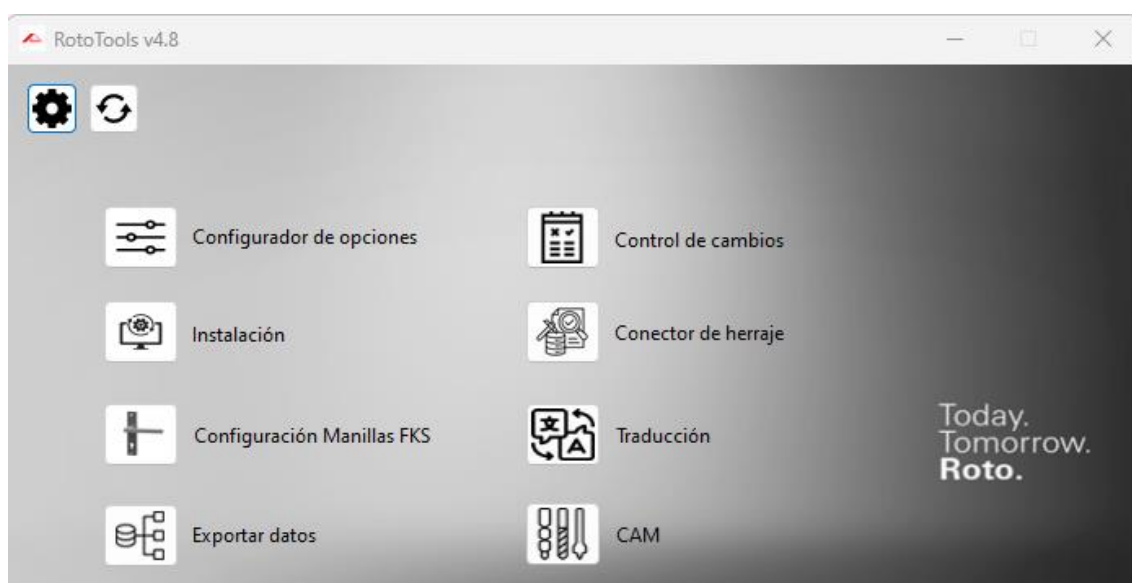 RotoTools v4.8
Configurador de opciones
Control de cambios
Instalación
Conector de herraje
Configuración Manillas FKS
Traducción
Exportar datos
CAM
Today.
Tomorrow.
Roto.